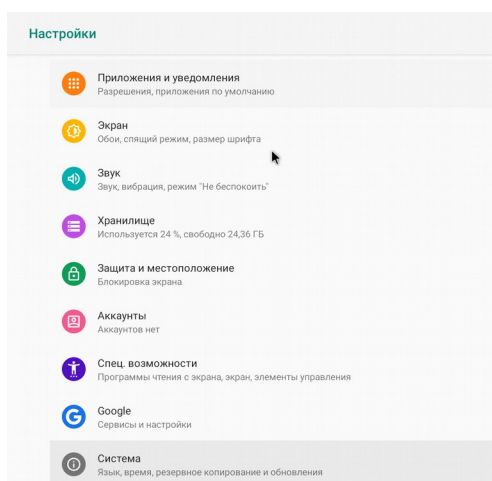 Настройки
Приложения и уведомления
Разрешения, приложения по умолчанию
Экран
Обои, спящий режим, размер шрифта
Звук
Звук, вибрация, режим "Не беспокоить"
Хранилище
Используется 24 %, свободно 24,36 ГБ
Защита и местоположение
Блокировка экрана
Аккаунты
Аккаунтов нет
Спец. возможности
Программы чтения с экрана, экран, элементы управления
Google
Сервисы и настройки
Система
Язык, время, резервное копирование и обновления